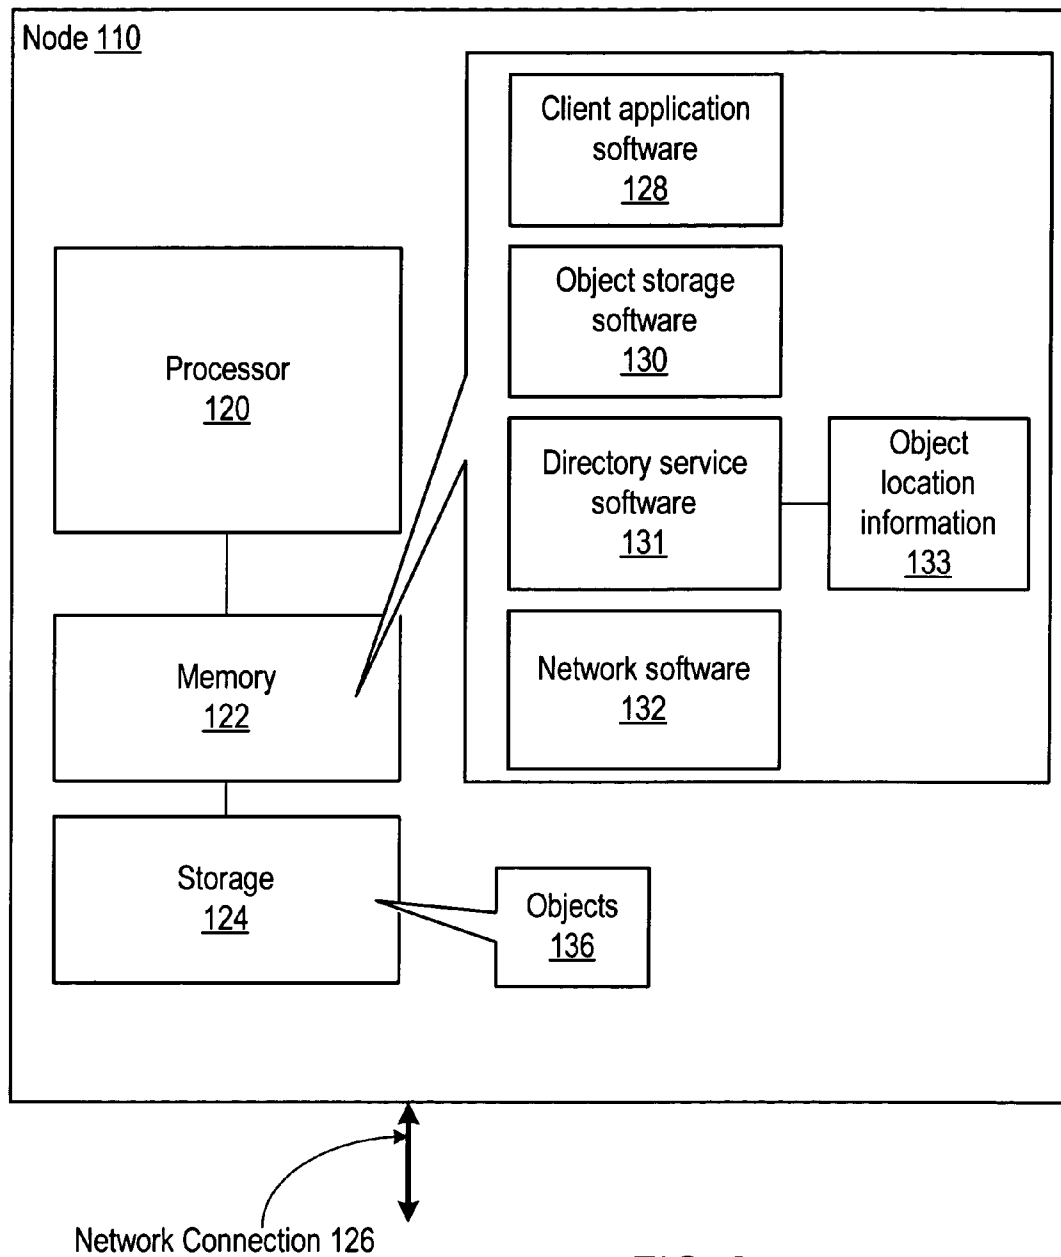 Node 110
Client application
software
128
Object storage
software
130
Processor
120
Directory service
software
131
Object
location
information
133
Memory
122
Network software
132
Storage
124
Objects
136
Network Connection 126